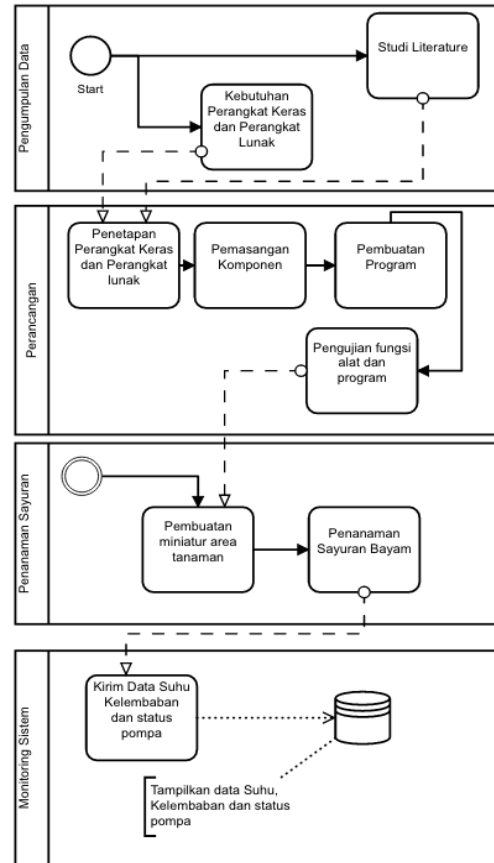 Pengumpulan Data
Start
Studi Literature
Kebutuhan
Perangkat Keras
dan Perangkat
Lunak
Perancangan
Penetapan
Perangkat Keras
dan Perangkat
lunak
Pemasangan
Komponen
Pembuatan
Program
Pengujian fungsi
alat dan
program
Penanaman Sayuran
Pembuatan
miniatur area
tanaman
Penanaman
Sayuran Bayam
Monitoring Sistem
Kirim Data Suhu
Kelembaban
dan status
pompa
Tampilkan data Suhu,
Kelembaban dan status
pompa